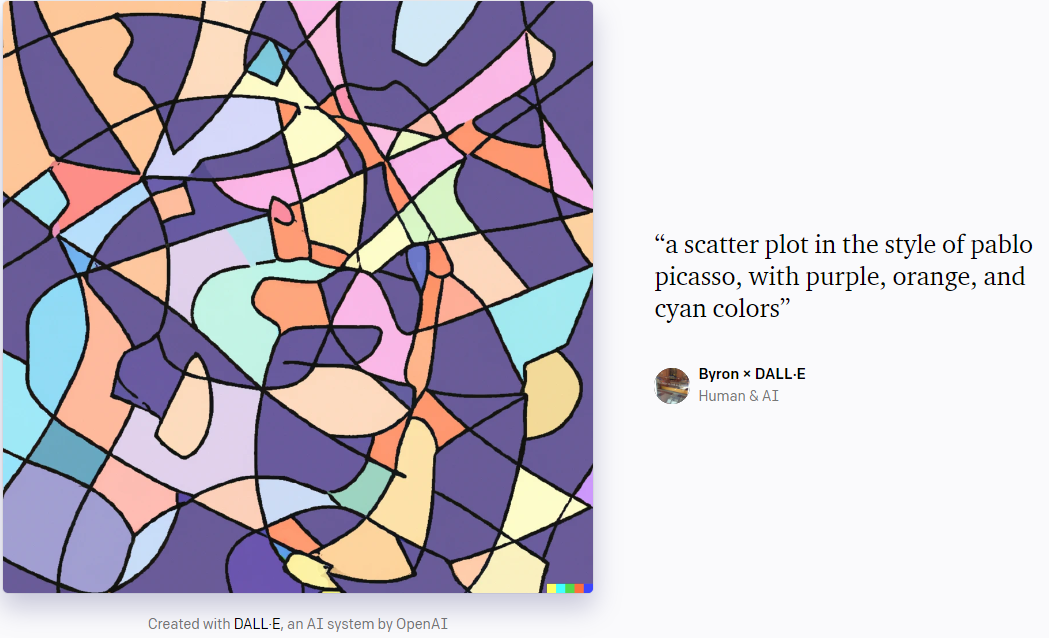 “a scatter plot in the style of pablo
picasso, with purple, orange, and
cyan colors”
Byron × DALL·E
Human & AI
Created with DALL·E, an AI system by OpenAI